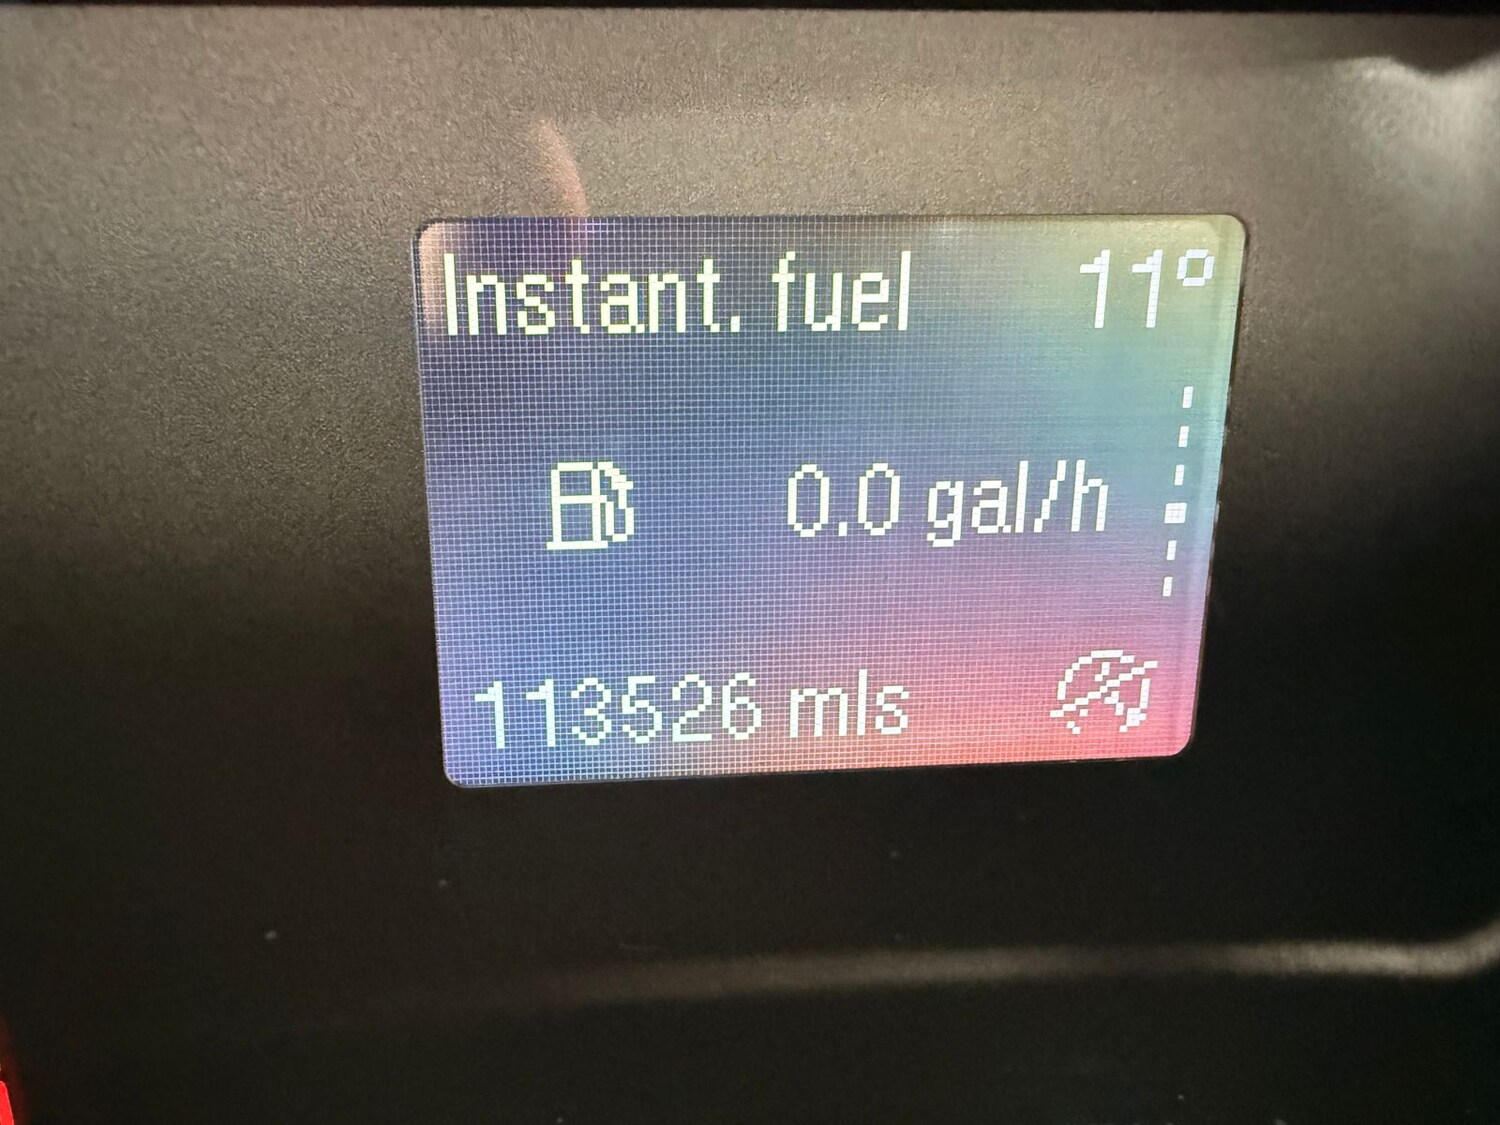 Instant. fuel 11°
0.0 gal/h
113526 mls